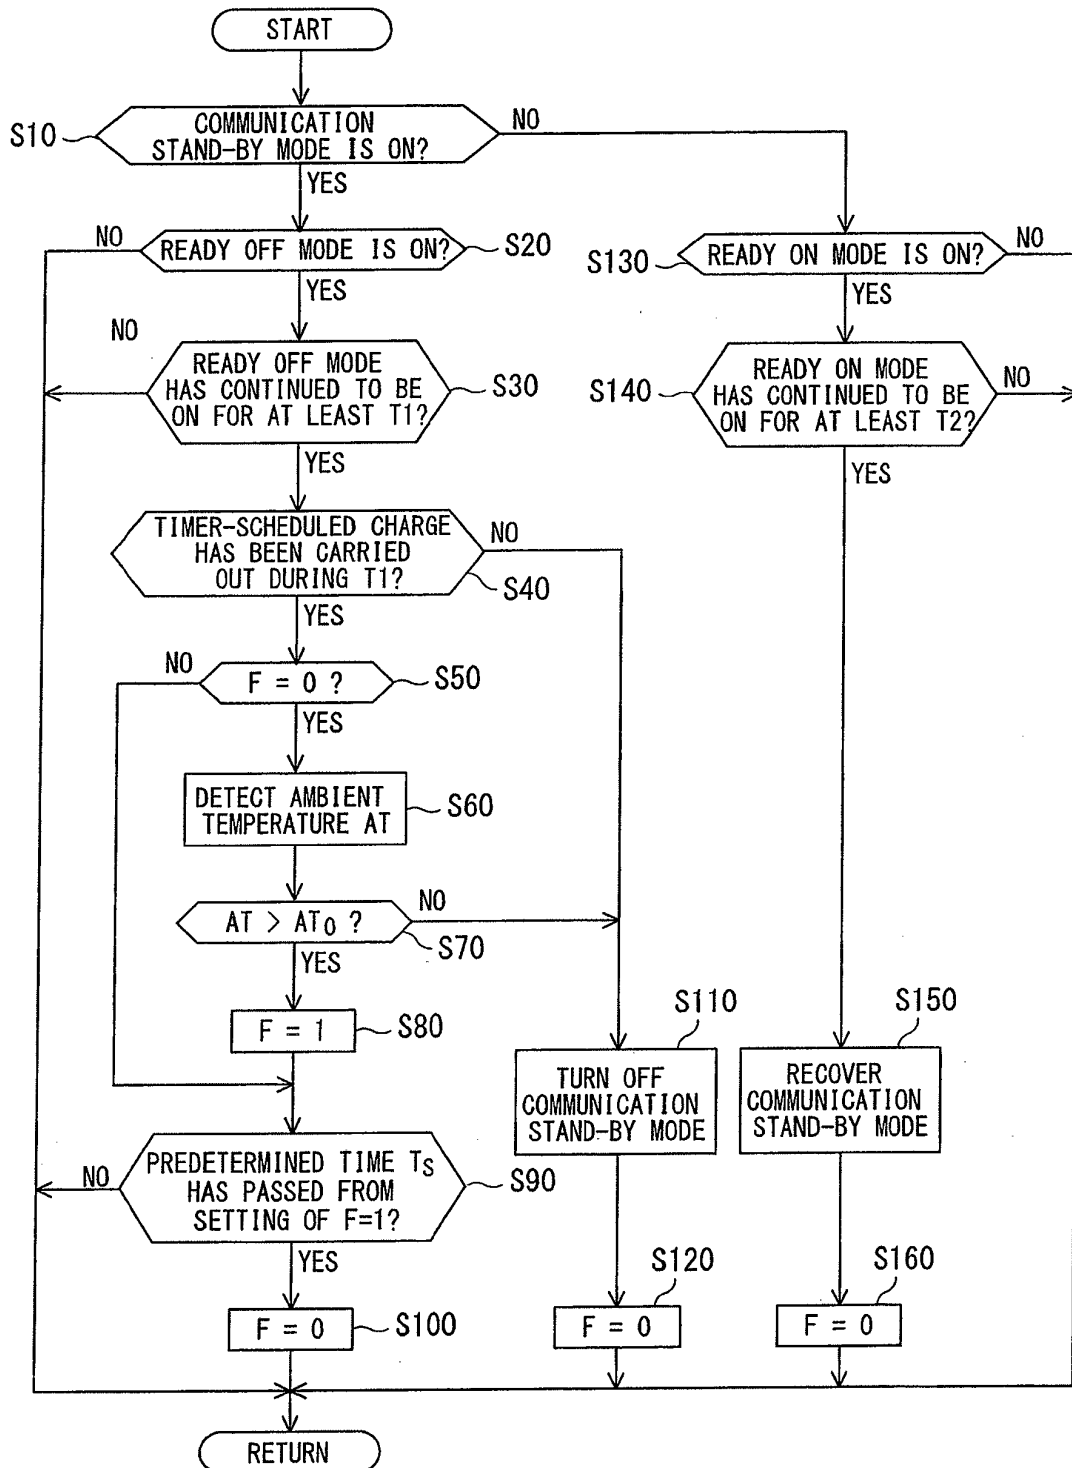 START
S10
COMMUNICATION
STAND-BY MODE IS ON?
NO
YES
NO
READY OFF MODE IS ON?
S20
YES
S130
READY ON MODE IS ON?
NO
YES
NO
READY OFF MODE
HAS CONTINUED TO BE
ON FOR AT LEAST T1?
S30
YES
S140
READY ON MODE
HAS CONTINUED TO BE
ON FOR AT LEAST T2?
NO
YES
TIMER-SCHEDULED CHARGE
HAS BEEN CARRIED
OUT DURING T1?
NO
S40
YES
NO
F = 0 ?
S50
YES
DETECT AMBIENT
TEMPERATURE AT
S60
AT > AT0 ?
NO
S70
YES
F = 1
S80
S110
TURN OFF
COMMUNICATION
STAND-BY MODE
S150
RECOVER
COMMUNICATION
STAND-BY MODE
NO
PREDETERMINED TIME TS
HAS PASSED FROM
SETTING OF F=1?
S90
YES
F = 0
S100
S120
F = 0
S160
F = 0
RETURN